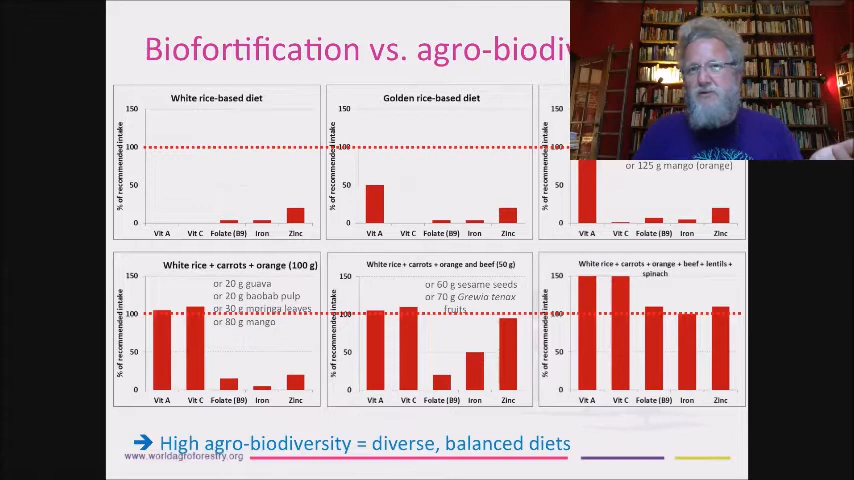 Biofortification vs. agro-biodiv
White rice-based diet
150
100
50
0
% of recommended intake
Vit A Vit C Folate (B9) Iron Zinc
Golden rice-based diet
150
100
50
0
% of recommended intake
Vit A Vit C Folate (B9) Iron Zinc
150
100
50
0
% of recommended intake
or 125 g mango (orange)
Vit A Vit C Folate (B9) Iron Zinc
White rice + carrots + orange (100 g)
or 20 g guava
or 20 g baobab pulp
or 30 g moringa leaves
or 80 g mango
150
100
50
0
% of recommended intake
Vit A Vit C Folate (B9) Iron Zinc
White rice + carrots + orange and beef (50 g)
or 60 g sesame seeds
or 70 g Grewia tenax
fruits
150
100
50
0
% of recommended intake
Vit A Vit C Folate (B9) Iron Zinc
White rice + carrots + orange + beef + lentils +
spinach
150
100
50
0
% of recommended intake
Vit A Vit C Folate (B9) Iron Zinc
➔ High agro-biodiversity = diverse, balanced diets
www.worldagroforestry.org